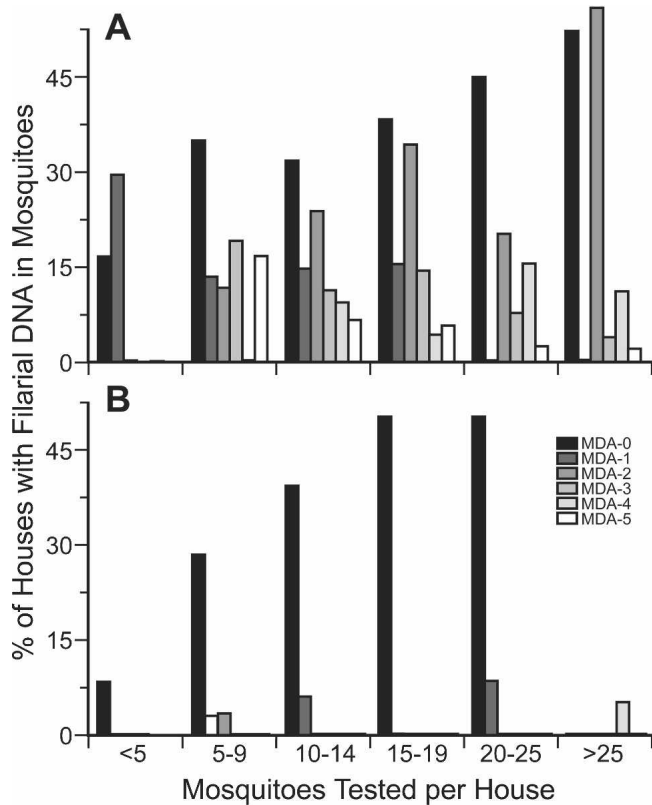 A
% of Houses with Filarial DNA in Mosquitoes
45
30
15
0
B
45
30
15
0
MDA-0
MDA-1
MDA-2
MDA-3
MDA-4
MDA-5
<5 5-9 10-14 15-19 20-25 >25
Mosquitoes Tested per House